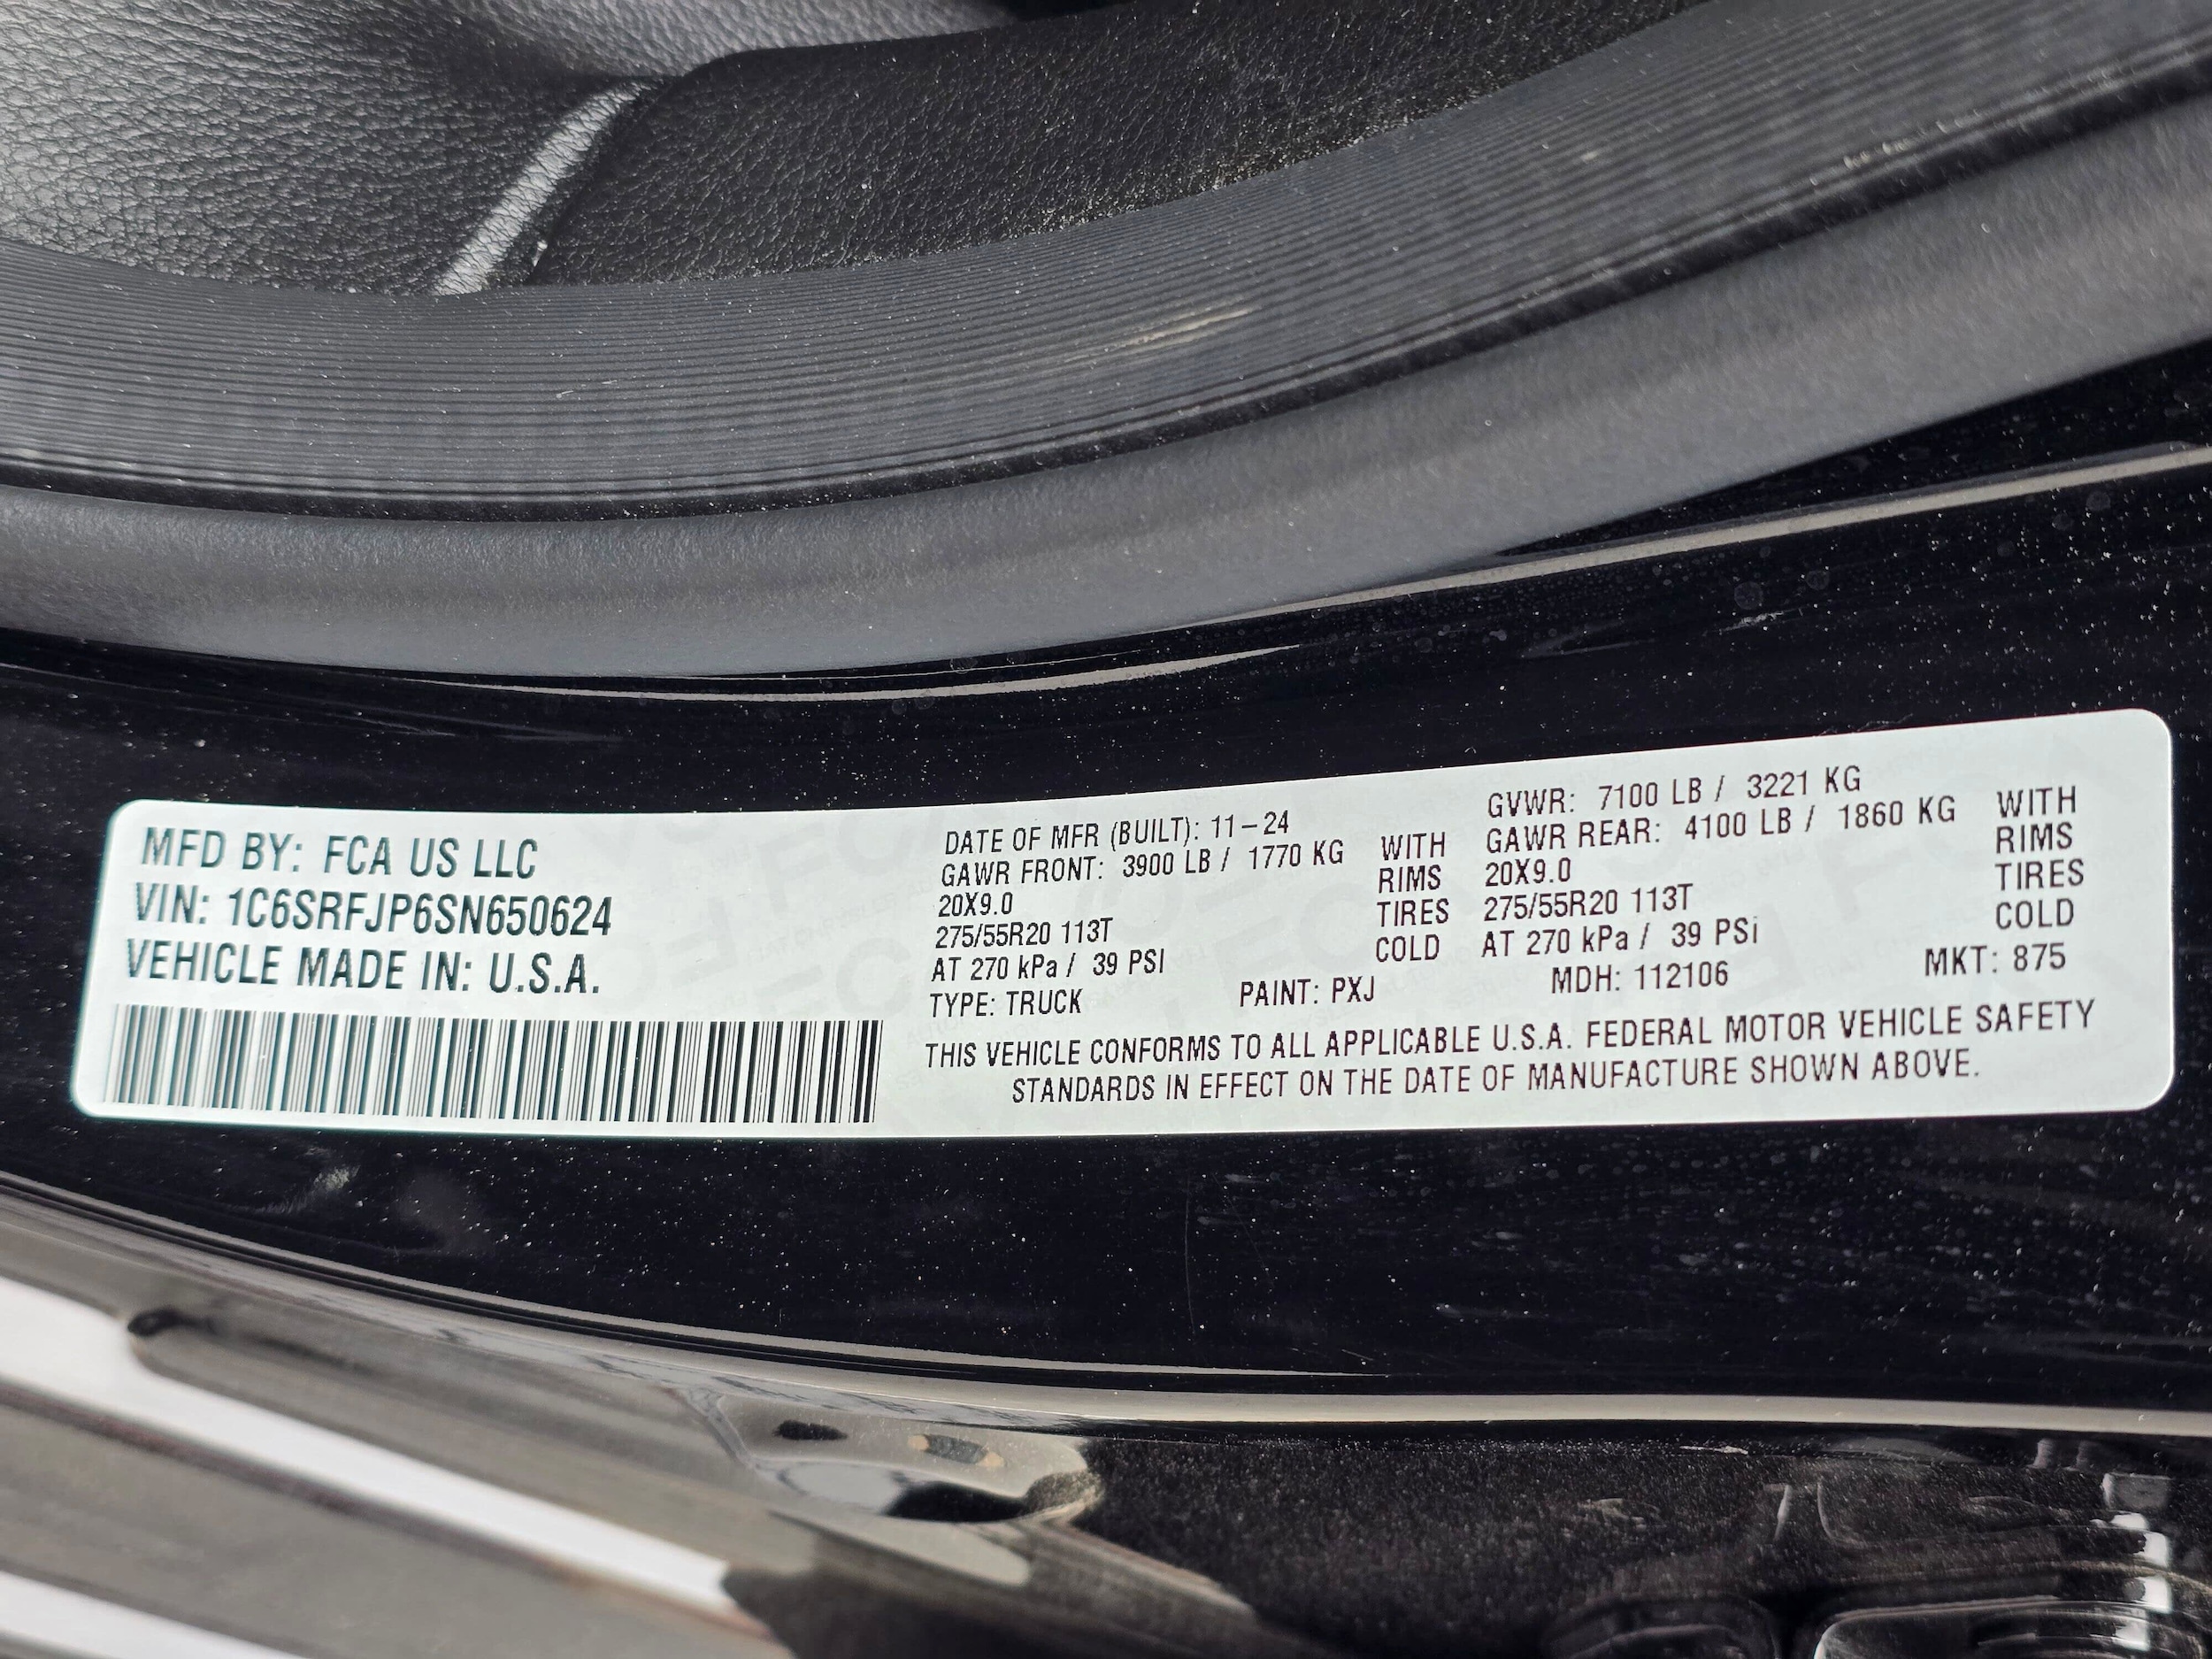 MFD BY: FCA US LLC
VIN: 1C6SRFJP6SN650624
VEHICLE MADE IN: U.S.A.
DATE OF MFR (BUILT): 11-24
GAWR FRONT: 3900 LB / 1770 KG WITH
20X9.0 RIMS
275/55R20 113T TIRES
AT 270 kPa / 39 PSI COLD
GVWR: 7100 LB / 3221 KG
GAWR REAR: 4100 LB / 1860 KG WITH
20X9.0 RIMS
275/55R20 113T TIRES
AT 270 kPa / 39 PSi COLD
TYPE: TRUCK PAINT: PXJ MDH: 112106 MKT: 875
THIS VEHICLE CONFORMS TO ALL APPLICABLE U.S.A. FEDERAL MOTOR VEHICLE SAFETY
STANDARDS IN EFFECT ON THE DATE OF MANUFACTURE SHOWN ABOVE.